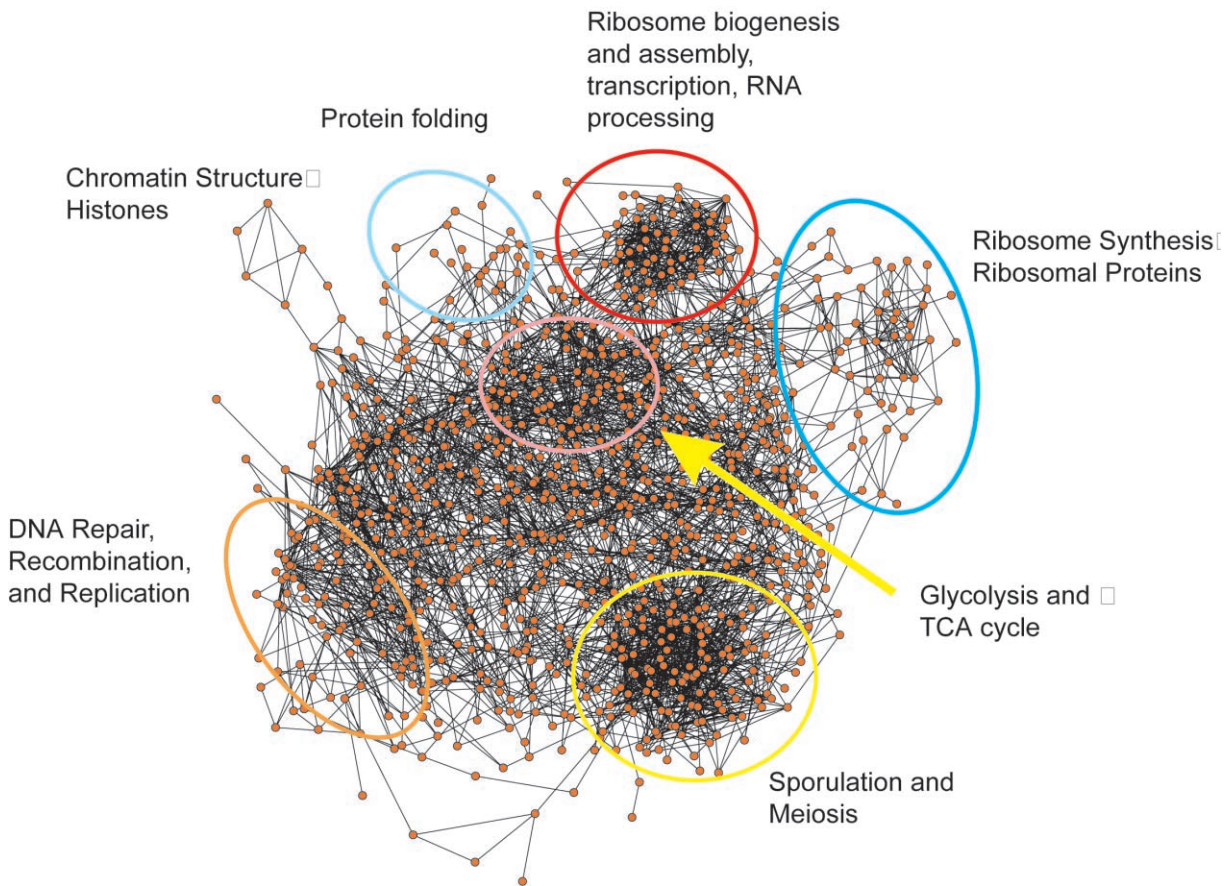 Ribosome biogenesis
and assembly,
transcription, RNA
processing
Protein folding
Chromatin Structure□
Histones
Ribosome Synthesis□
Ribosomal Proteins
DNA Repair,
Recombination,
and Replication
Glycolysis and □
TCA cycle
Sporulation and
Meiosis